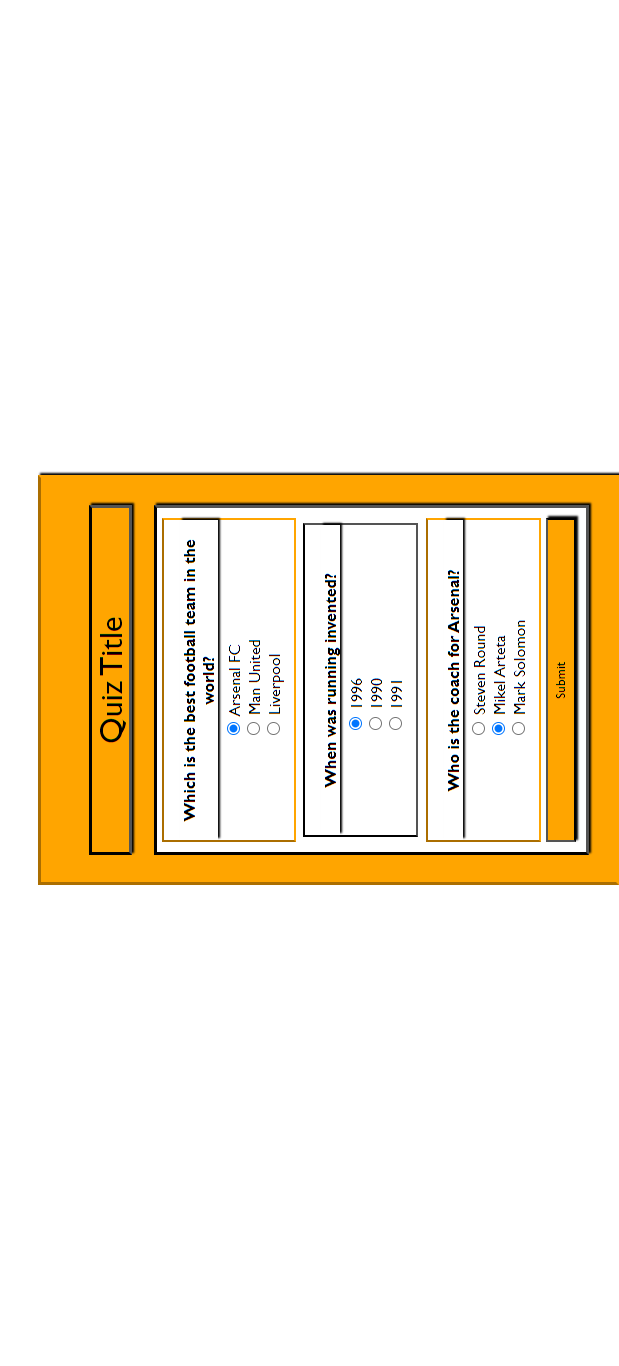 Quiz Title
Which is the best football team in the
world?
Arsenal FC
Man United
Liverpool
When was running invented?
1996
1990
1991
Who is the coach for Arsenal?
Steven Round
Mikel Arteta
Mark Solomon
Submit